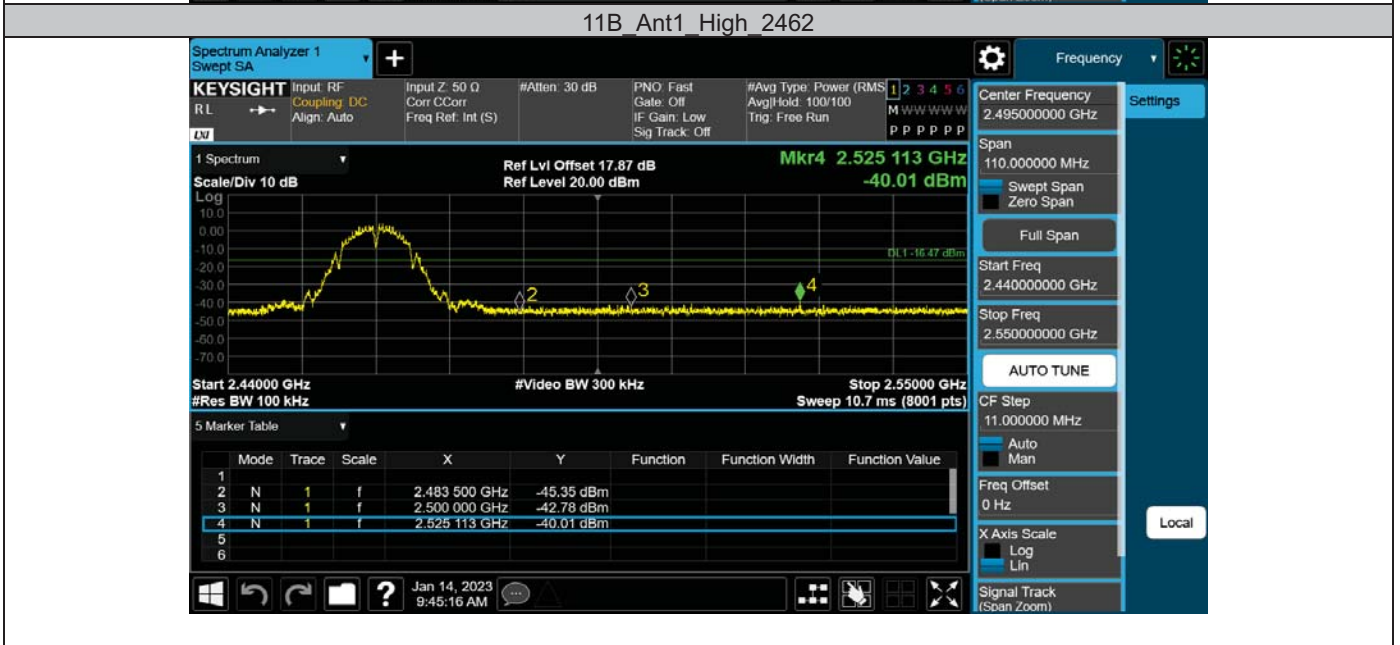 11B_Ant1_High_2462
Spectrum Analyzer 1
Swept SA
+
Frequency
KEYSIGHT
RL
LXI
Input: RF
Coupling: DC
Align: Auto
Input Z: 50 Ω
Corr CCorr
Freq Ref: Int (S)
#Atten: 30 dB
PNO: Fast
Gate: Off
IF Gain: Low
Sig Track: Off
#Avg Type: Power (RMS
Avg|Hold: 100/100
Trig: Free Run
1 2 3 4 5 6
M W W W W W
P P P P P P
1 Spectrum
Scale/Div 10 dB
Ref Lvl Offset 17.87 dB
Ref Level 20.00 dBm
Mkr4 2.525 113 GHz
-40.01 dBm
Log
10.0
0.00
-10.0
-20.0
-30.0
-40.0
-50.0
-60.0
-70.0
DL1 -16.47 dBm
2
3
4
Start 2.44000 GHz
#Video BW 300 kHz
Stop 2.55000 GHz
#Res BW 100 kHz
Sweep 10.7 ms (8001 pts)
5 Marker Table
Mode Trace Scale X Y Function Function Width Function Value
1
2 N 1 f 2.483 500 GHz -45.35 dBm
3 N 1 f 2.500 000 GHz -42.78 dBm
4 N 1 f 2.525 113 GHz -40.01 dBm
5
6
?
Jan 14, 2023
9:45:16 AM
Center Frequency
2.495000000 GHz
Settings
Span
110.000000 MHz
Swept Span
Zero Span
Full Span
Start Freq
2.440000000 GHz
Stop Freq
2.550000000 GHz
AUTO TUNE
CF Step
11.000000 MHz
Auto
Man
Freq Offset
0 Hz
X Axis Scale
Log
Lin
Local
Signal Track
(Span Zoom)